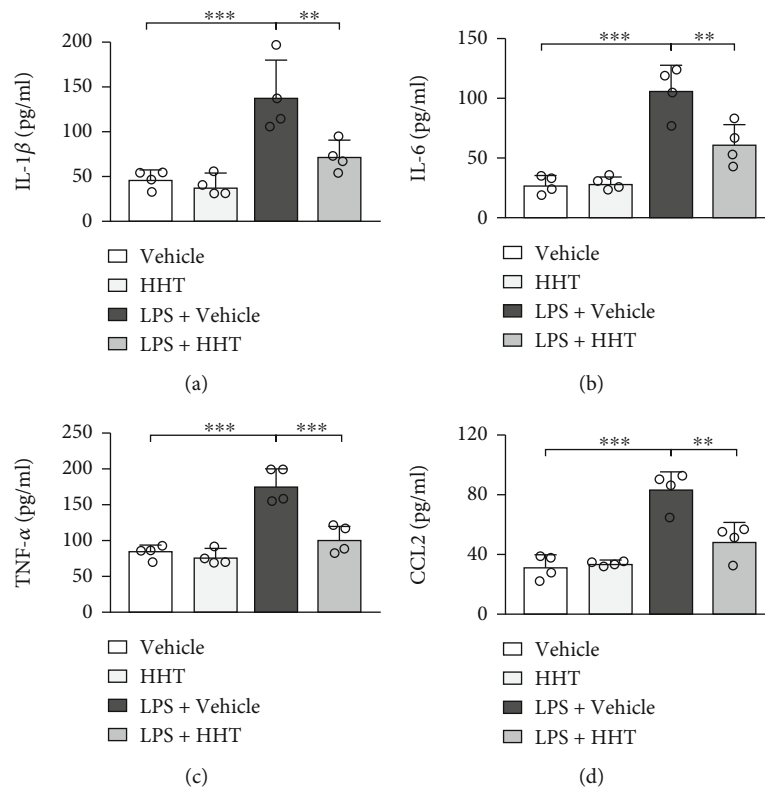 *** **
IL-1β (pg/ml)
200
150
100
50
0
Vehicle
HHT
LPS + Vehicle
LPS + HHT
(a)
*** **
IL-6 (pg/ml)
150
100
50
0
Vehicle
HHT
LPS + Vehicle
LPS + HHT
(b)
*** ***
TNF-α (pg/ml)
250
200
150
100
50
0
Vehicle
HHT
LPS + Vehicle
LPS + HHT
(c)
*** **
CCL2 (pg/ml)
120
80
40
0
Vehicle
HHT
LPS + Vehicle
LPS + HHT
(d)